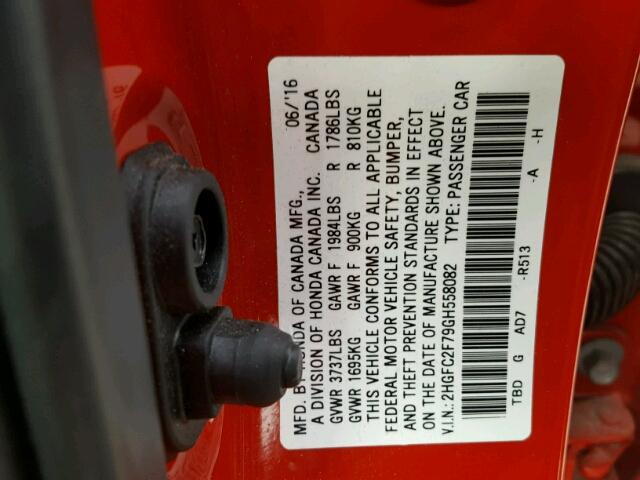 MFD. BY HONDA OF CANADA MFG., 06/'16
A DIVISION OF HONDA CANADA INC. CANADA
GVWR 3737LBS GAWR F 1984LBS R 1786LBS
GVWR 1695KG GAWR F 900KG R 810KG
THIS VEHICLE CONFORMS TO ALL APPLICABLE
FEDERAL MOTOR VEHICLE SAFETY, BUMPER,
AND THEFT PREVENTION STANDARDS IN EFFECT
ON THE DATE OF MANUFACTURE SHOWN ABOVE.
V.I.N.: 2HGFC2F79GH558082 TYPE: PASSENGER CAR
TBD G AD7 -R513 -A -H